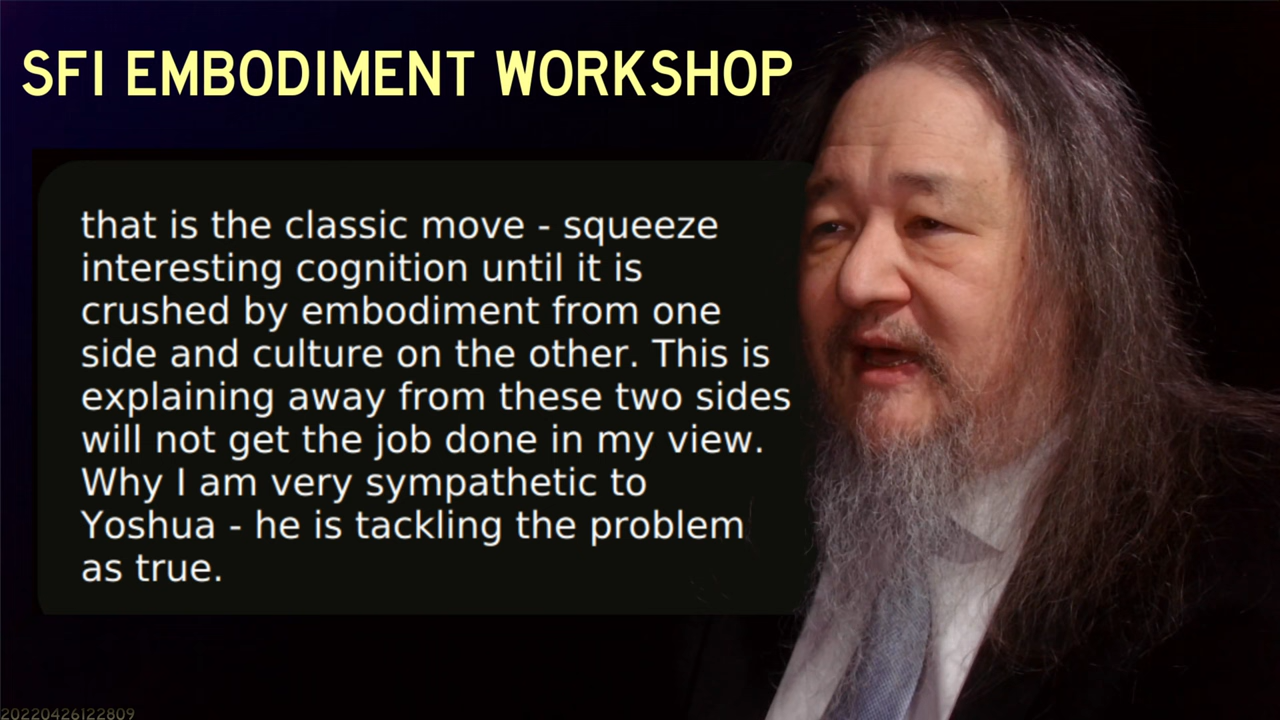 SFI EMBODIMENT WORKSHOP
that is the classic move - squeeze
interesting cognition until it is
crushed by embodiment from one
side and culture on the other. This is
explaining away from these two sides
will not get the job done in my view.
Why I am very sympathetic to
Yoshua - he is tackling the problem
as true.
20220426122809